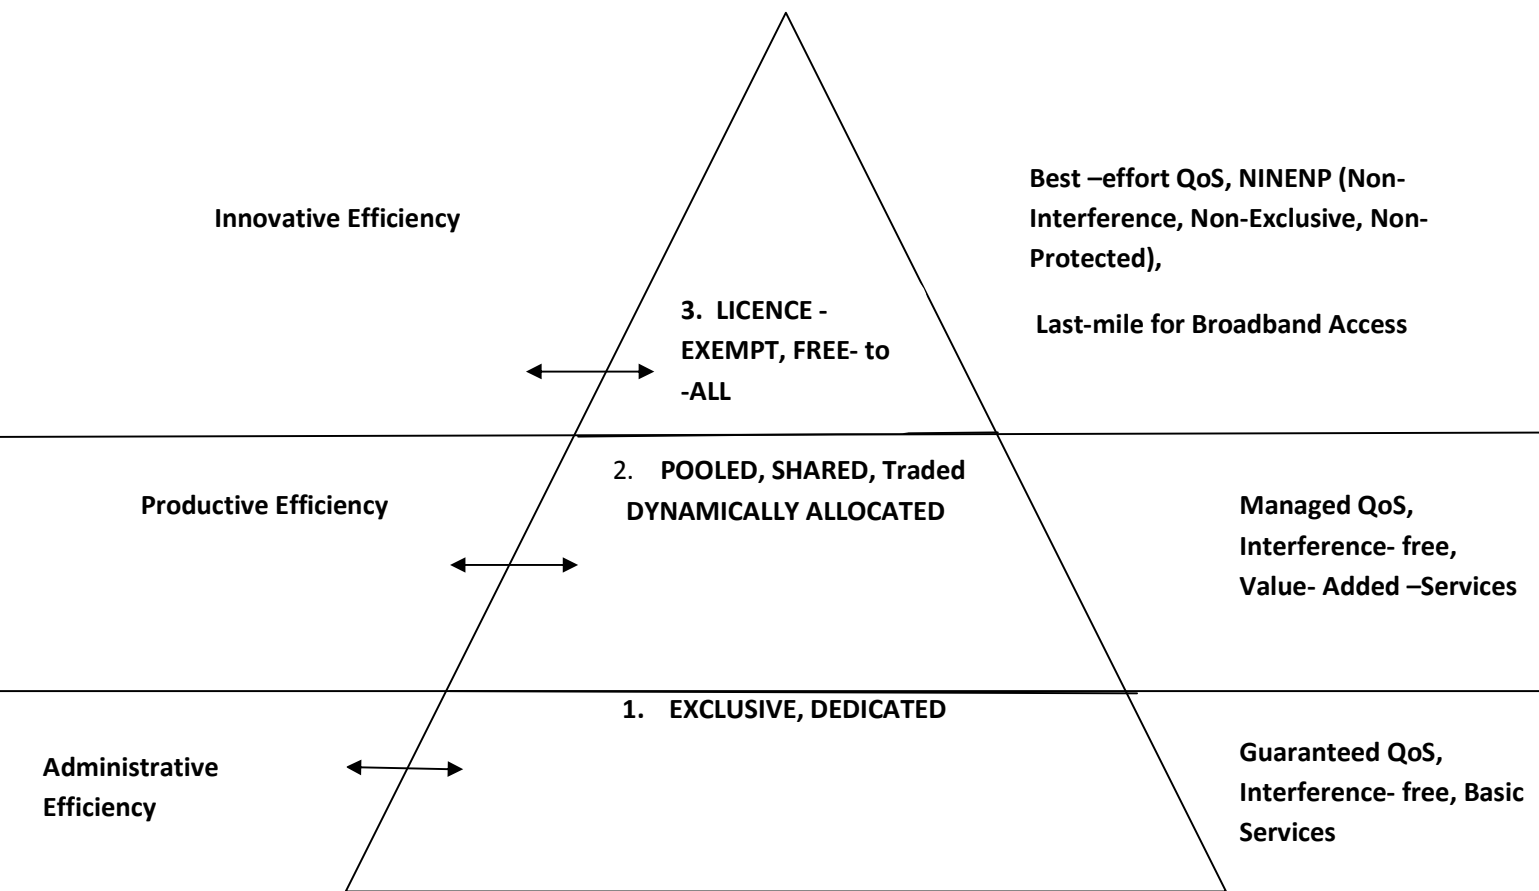 Innovative Efficiency
Best –effort QoS, NINENP (Non-
Interference, Non-Exclusive, Non-
Protected),
Last-mile for Broadband Access
3. LICENCE -
EXEMPT, FREE- to
-ALL
Productive Efficiency
2. POOLED, SHARED, Traded
DYNAMICALLY ALLOCATED
Managed QoS,
Interference- free,
Value- Added –Services
1. EXCLUSIVE, DEDICATED
Administrative
Efficiency
Guaranteed QoS,
Interference- free, Basic
Services